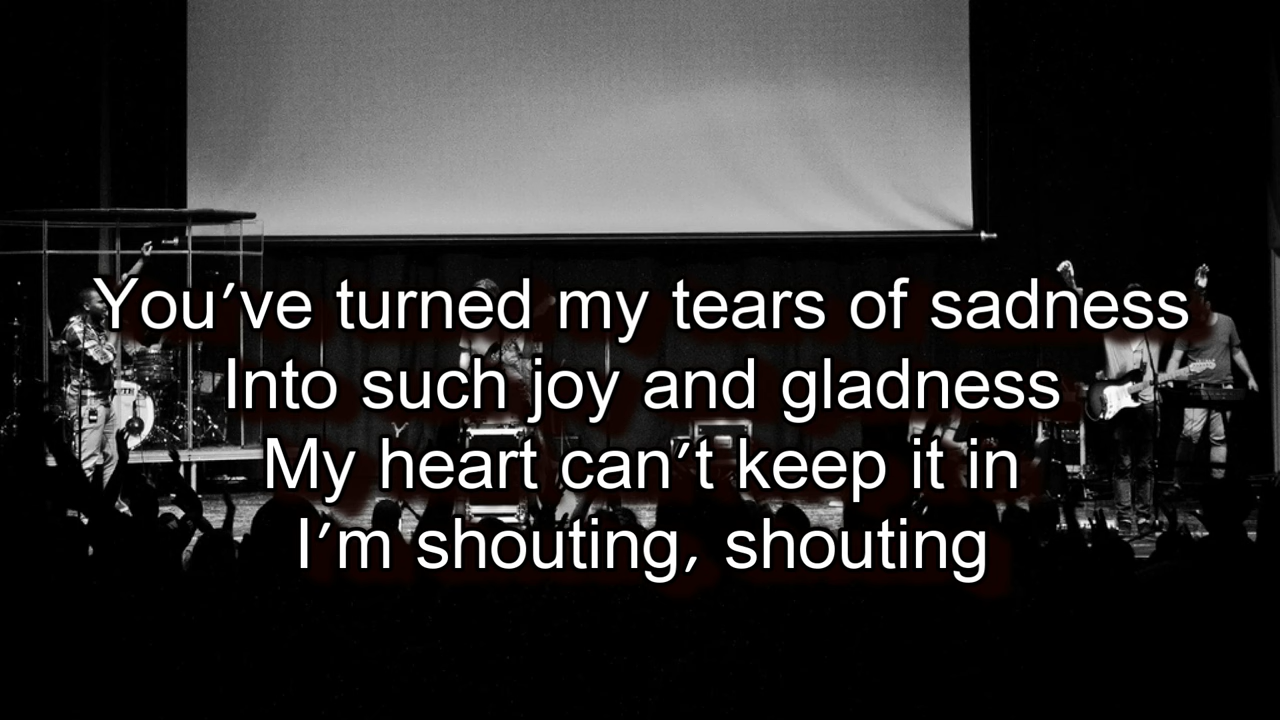 You’ve turned my tears of sadness
Into such joy and gladness
My heart can’t keep it in
I’m shouting, shouting